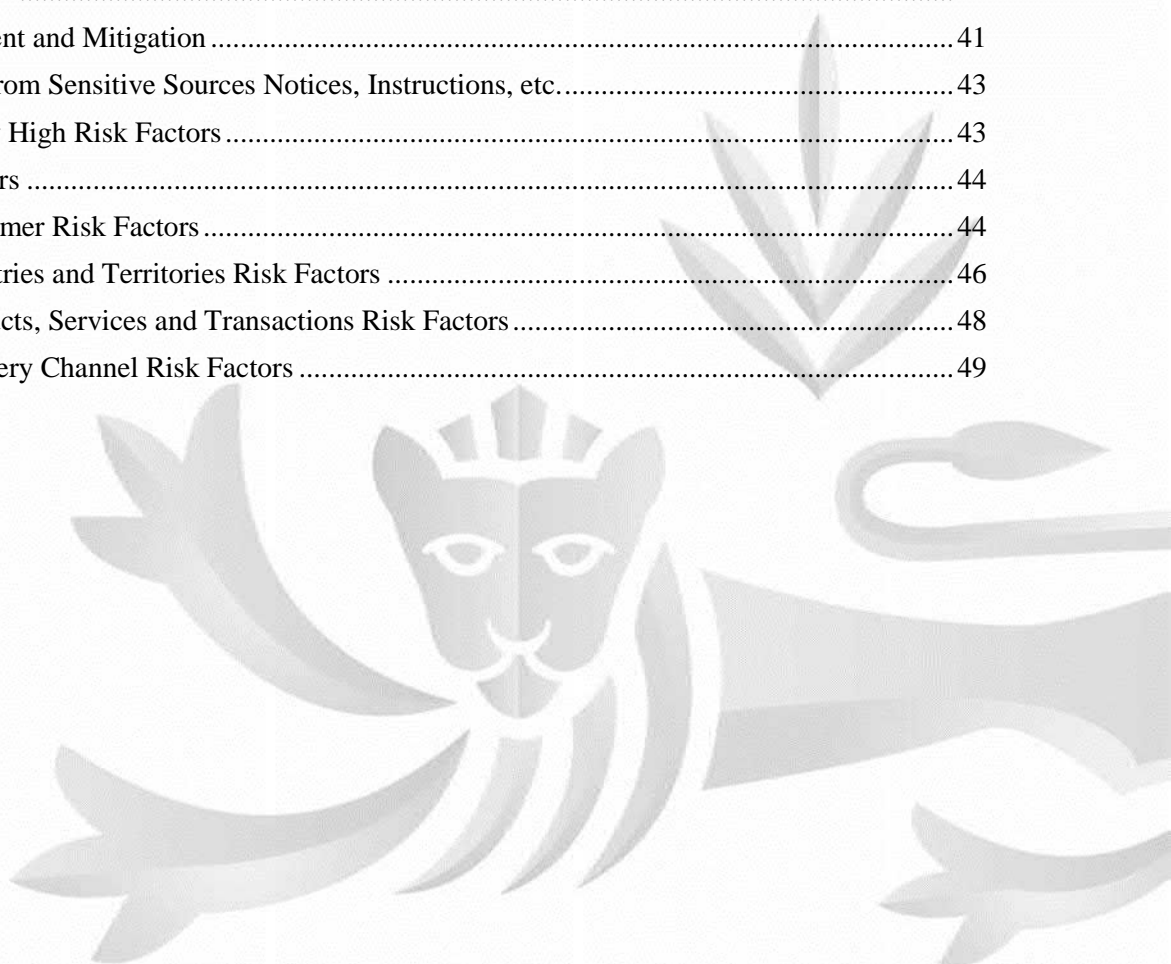 ent and Mitigation ........................................................................................................ 41
rom Sensitive Sources Notices, Instructions, etc. ...................................................... 43
High Risk Factors ..................................................................................................... 43
rs ................................................................................................................................. 44
mer Risk Factors ........................................................................................................ 44
tries and Territories Risk Factors .............................................................................. 46
cts, Services and Transactions Risk Factors .............................................................. 48
ery Channel Risk Factors ........................................................................................... 49